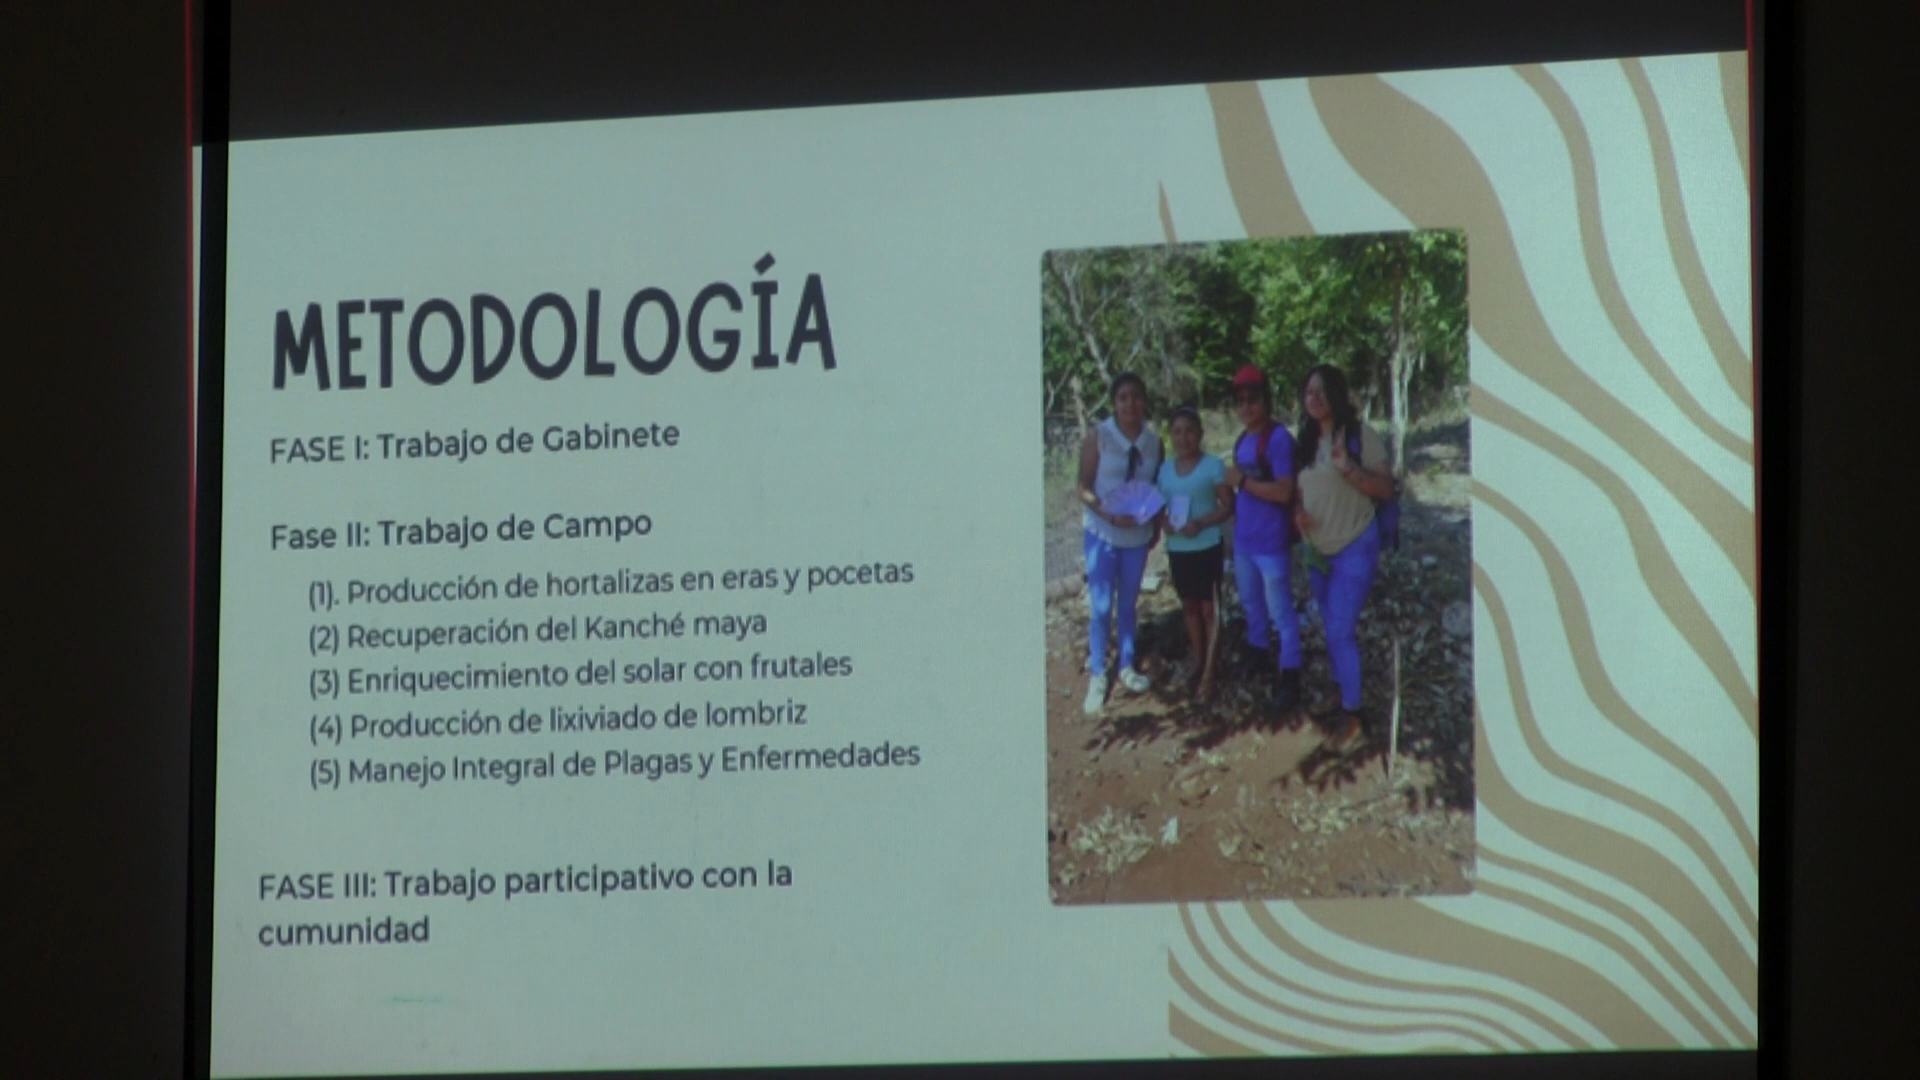 METODOLOGÍA
FASE I: Trabajo de Gabinete
Fase II: Trabajo de Campo
(1). Producción de hortalizas en eras y pocetas
(2) Recuperación del Kanché maya
(3) Enriquecimiento del solar con frutales
(4) Producción de lixiviado de lombriz
(5) Manejo Integral de Plagas y Enfermedades
FASE III: Trabajo participativo con la
cumunidad